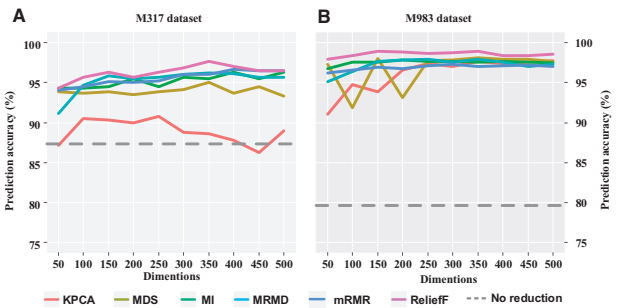 A
M317 dataset
B
M983 dataset
Prediction accuracy (%)
100
95
90
85
80
75
50 100 150 200 250 300 350 400 450 500
Dimentions
50 100 150 200 250 300 350 400 450 500
Dimentions
100
95
90
85
80
75
Prediction accuracy (%)
KPCA MDS MI MRMD mRMR ReliefF No reduction